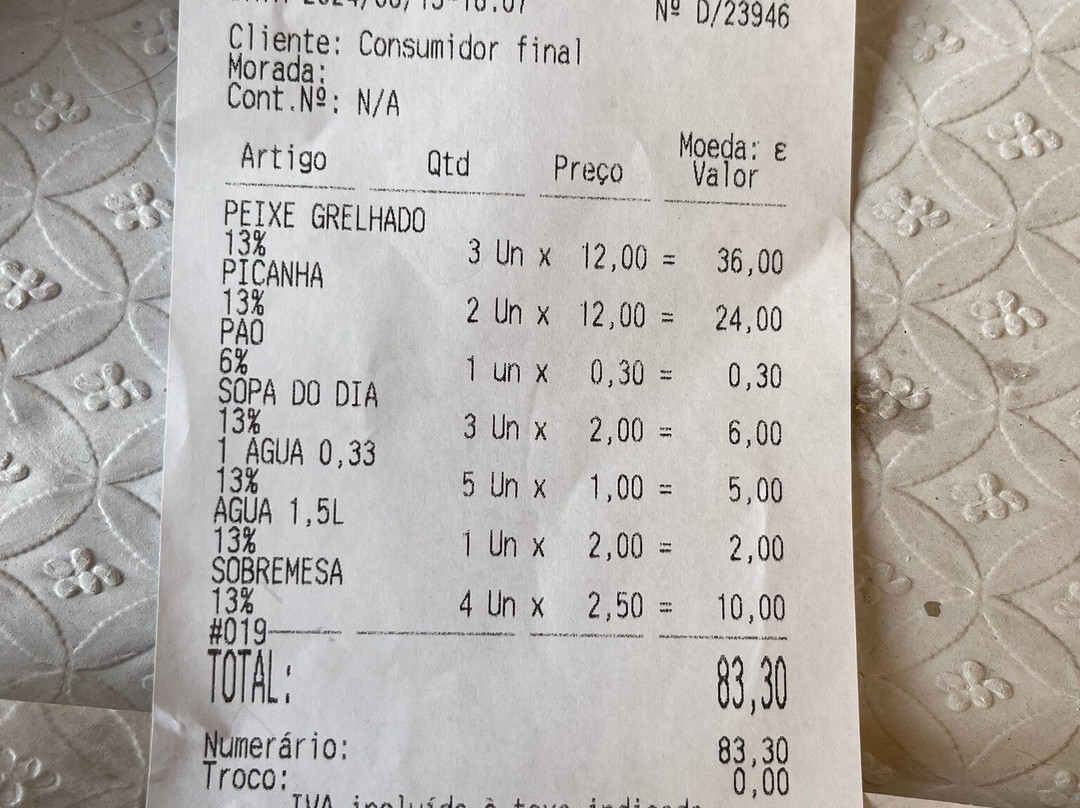 Nº D/23946
Cliente: Consumidor final
Morada:
Cont.Nº: N/A
Moeda: €
Artigo Qtd Preço Valor
PEIXE GRELHADO
13% 3 Un x 12,00 = 36,00
PICANHA
13% 2 Un x 12,00 = 24,00
PAO
6% 1 un x 0,30 = 0,30
SOPA DO DIA
13% 3 Un x 2,00 = 6,00
1 AGUA 0,33
13% 5 Un x 1,00 = 5,00
AGUA 1,5L
13% 1 Un x 2,00 = 2,00
SOBREMESA
13% 4 Un x 2,50 = 10,00
#019
TOTAL: 83,30
Numerário: 83,30
Troco: 0,00
IVA incluído à taxa indicada